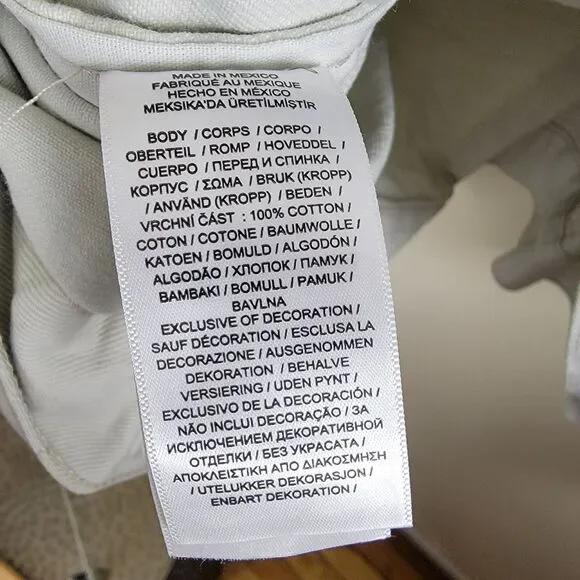 MADE IN MEXICO
FABRIQUÉ AU MEXIQUE
HECHO EN MÉXICO
MEKSIKA'DA ÜRETİLMİŞTİR
BODY / CORPS / CORPO /
OBERTEIL / ROMP / HOVEDDEL /
CUERPO / ПЕРЕД И СПИНКА /
КОРПУС / ΣΩΜΑ / BRUK (KROPP)
/ ANVÄND (KROPP) / BEDEN /
VRCHNÍ ČÁST : 100% COTTON /
COTON / COTONE / BAUMWOLLE /
KATOEN / BOMULD / ALGODÓN /
ALGODÃO / ХЛОПОК / ПАМУК /
BAMBAKI / BOMULL / PAMUK /
BAVLNA
EXCLUSIVE OF DECORATION /
SAUF DÉCORATION / ESCLUSA LA
DECORAZIONE / AUSGENOMMEN
DEKORATION / BEHALVE
VERSIERING / UDEN PYNT /
EXCLUSIVO DE LA DECORACIÓN /
NÃO INCLUI DECORAÇÃO / ЗА
ИСКЛЮЧЕНИЕМ ДЕКОРАТИВНОЙ
ОТДЕЛКИ / БЕЗ УКРАСАТА /
ΑΠΟΚΛΕΙΣΤΙΚΗ ΑΠΟ ΔΙΑΚΟΣΜΗΣΗ
/ UTELUKKER DEKORASJON /
ENBART DEKORATION /